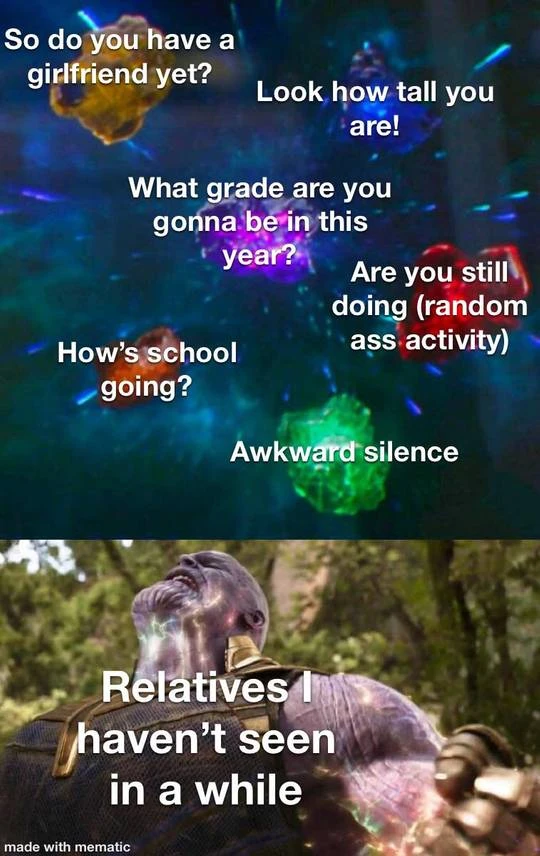 So do you have a
girlfriend yet?
Look how tall you
are!
What grade are you
gonna be in this
year?
Are you still
doing (random
ass activity)
How’s school
going?
Awkward silence
Relatives I
haven’t seen
in a while
made with mematic